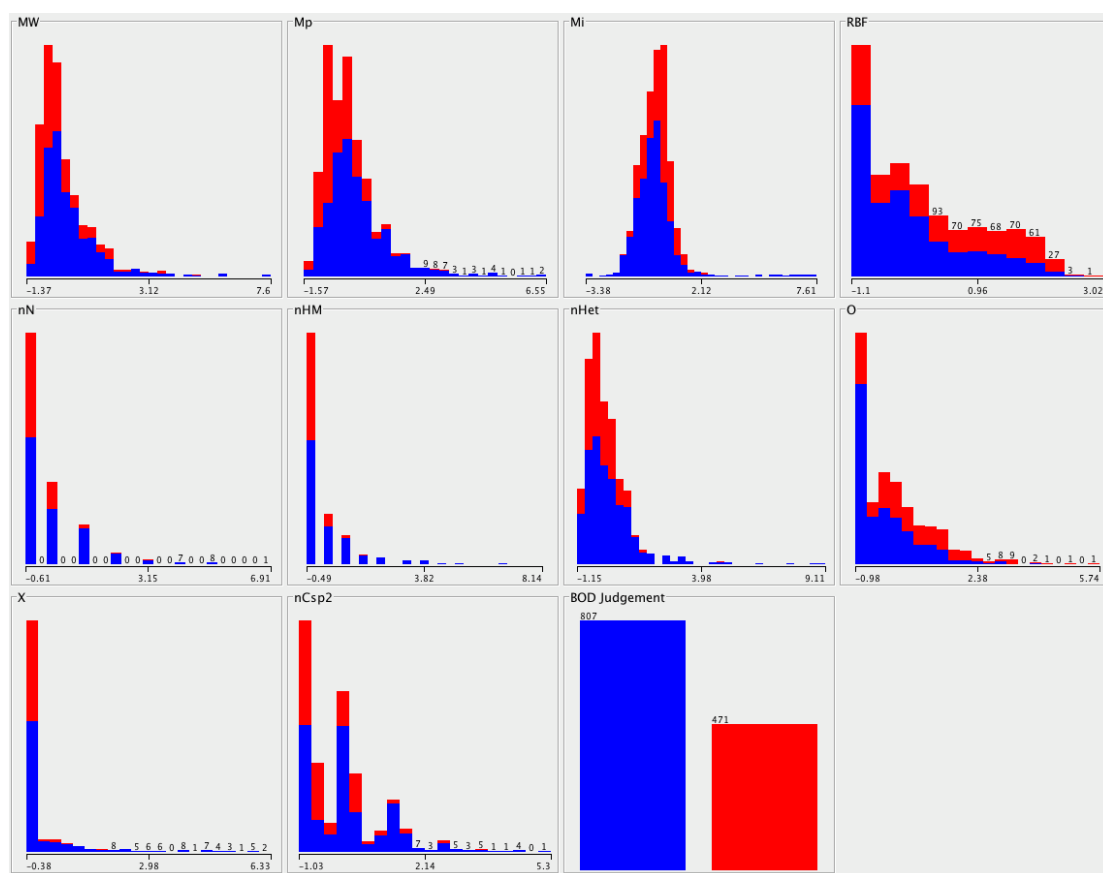 MW
-1.37 3.12 7.6
Mp
9 8 7 3 1 3 1 4 1 0 1 1 2
-1.57 2.49 6.55
Mi
-3.38 2.12 7.61
RBF
93 70 75 68 70 61 27 3 1
-1.1 0.96 3.02
nN
0 0 0 0 0 0 0 0 0 0 7 0 0 8 0 0 0 0 1
-0.61 3.15 6.91
nHM
-0.49 3.82 8.14
nHet
-1.15 3.98 9.11
O
5 8 9 0 2 1 0 1 0 1
-0.98 2.38 5.74
X
8 5 6 6 0 8 1 7 4 3 1 5 2
-0.38 2.98 6.33
nCsp2
7 3 5 3 5 1 1 4 0 1
-1.03 2.14 5.3
BOD Judgement
807
471